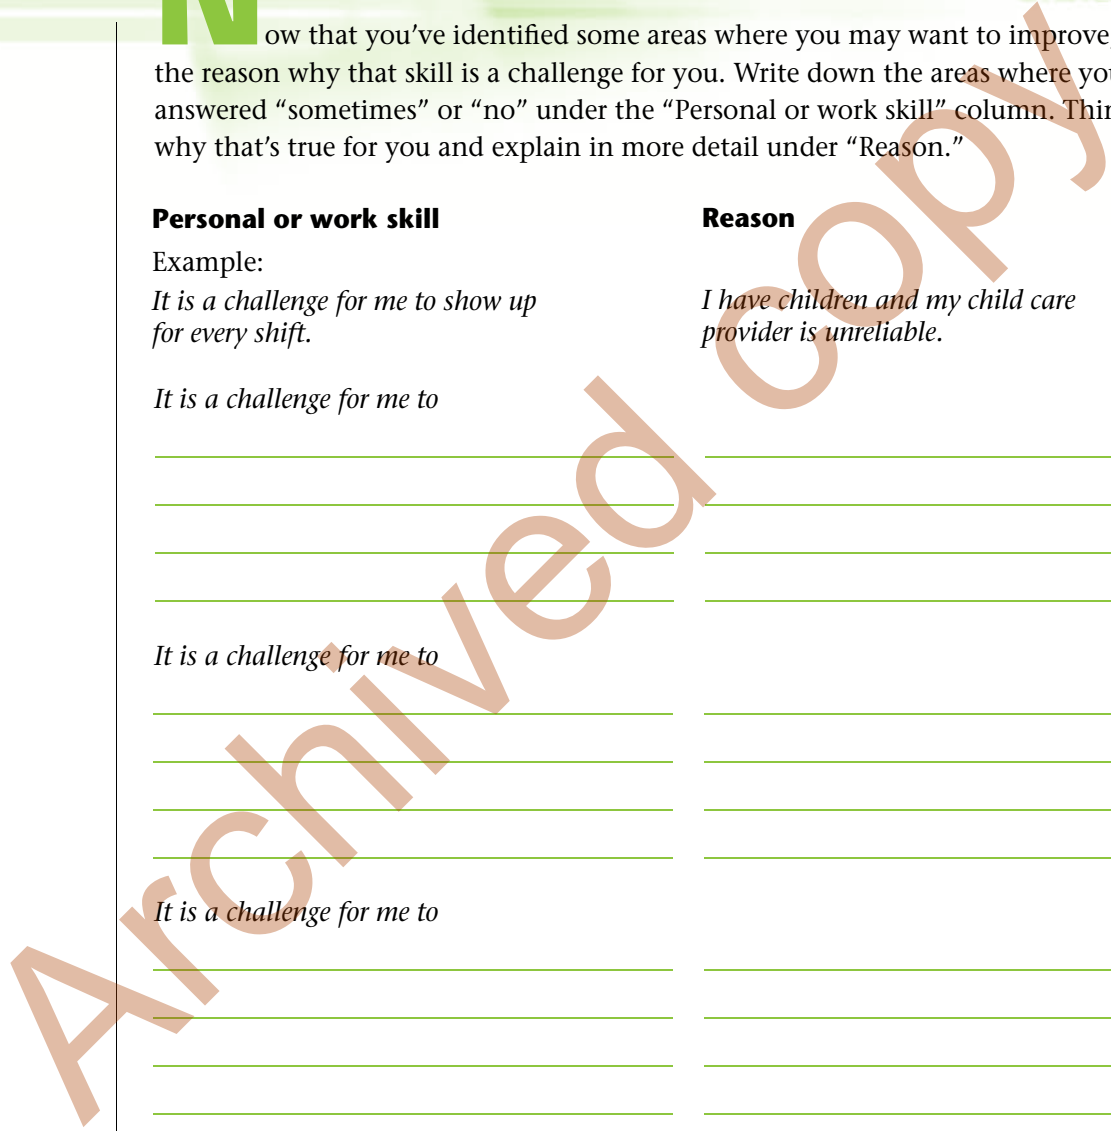 Now that you've identified some areas where you may want to improve,
the reason why that skill is a challenge for you. Write down the areas where you
answered “sometimes” or “no” under the “Personal or work skill” column. Thin
why that's true for you and explain in more detail under “Reason.”
Personal or work skill Reason
Example:
It is a challenge for me to show up I have children and my child care
for every shift. provider is unreliable.
It is a challenge for me to
It is a challenge for me to
It is a challenge for me to
Archived copy